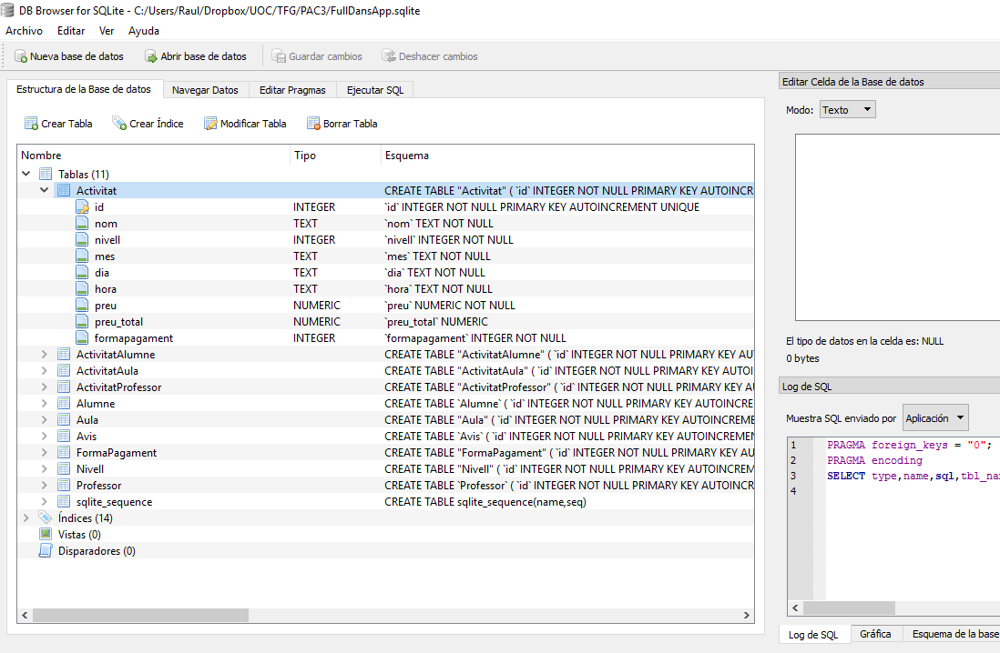 DB Browser for SQLite - C:/Users/Raul/Dropbox/UOC/TFG/PAC3/FullDansApp.sqlite
Archivo Editar Ver Ayuda
Nueva base de datos Abrir base de datos Guardar cambios Deshacer cambios
Estructura de la Base de datos Navegar Datos Editar Pragmas Ejecutar SQL
Crear Tabla Crear Índice Modificar Tabla Borrar Tabla
Nombre Tipo Esquema
Tablas (11)
Activitat CREATE TABLE "Activitat" ( `id` INTEGER NOT NULL PRIMARY KEY AUTOINCR
id INTEGER `id` INTEGER NOT NULL PRIMARY KEY AUTOINCREMENT UNIQUE
nom TEXT `nom` TEXT NOT NULL
nivell INTEGER `nivell` INTEGER NOT NULL
mes TEXT `mes` TEXT NOT NULL
dia TEXT `dia` TEXT NOT NULL
hora TEXT `hora` TEXT NOT NULL
preu NUMERIC `preu` NUMERIC NOT NULL
preu_total NUMERIC `preu_total` NUMERIC
formapagament INTEGER `formapagament` INTEGER NOT NULL
ActivitatAlumne CREATE TABLE "ActivitatAlumne" ( `id` INTEGER NOT NULL PRIMARY KEY AU
ActivitatAula CREATE TABLE "ActivitatAula" ( `id` INTEGER NOT NULL PRIMARY KEY AUTOI
ActivitatProfessor CREATE TABLE "ActivitatProfessor" ( `id` INTEGER NOT NULL PRIMARY KEY A
Alumne CREATE TABLE `Alumne` ( `id` INTEGER NOT NULL PRIMARY KEY AUTOINCRE
Aula CREATE TABLE "Aula" ( `id` INTEGER NOT NULL PRIMARY KEY AUTOINCREME
Avis CREATE TABLE `Avis` ( `id` INTEGER NOT NULL PRIMARY KEY AUTOINCREMEN
FormaPagament CREATE TABLE "FormaPagament" ( `id` INTEGER NOT NULL PRIMARY KEY AU
Nivell CREATE TABLE "Nivell" ( `id` INTEGER NOT NULL PRIMARY KEY AUTOINCREM
Professor CREATE TABLE `Professor` ( `id` INTEGER NOT NULL PRIMARY KEY AUTOINCR
sqlite_sequence CREATE TABLE sqlite_sequence(name,seq)
Índices (14)
Vistas (0)
Disparadores (0)
Editar Celda de la Base de datos
Modo: Texto
El tipo de datos en la celda es: NULL
0 bytes
Log de SQL
Muestra SQL enviado por Aplicación
1 PRAGMA foreign_keys = "0";
2 PRAGMA encoding
3 SELECT type,name,sql,tbl_na
4
Log de SQL Gráfica Esquema de la base